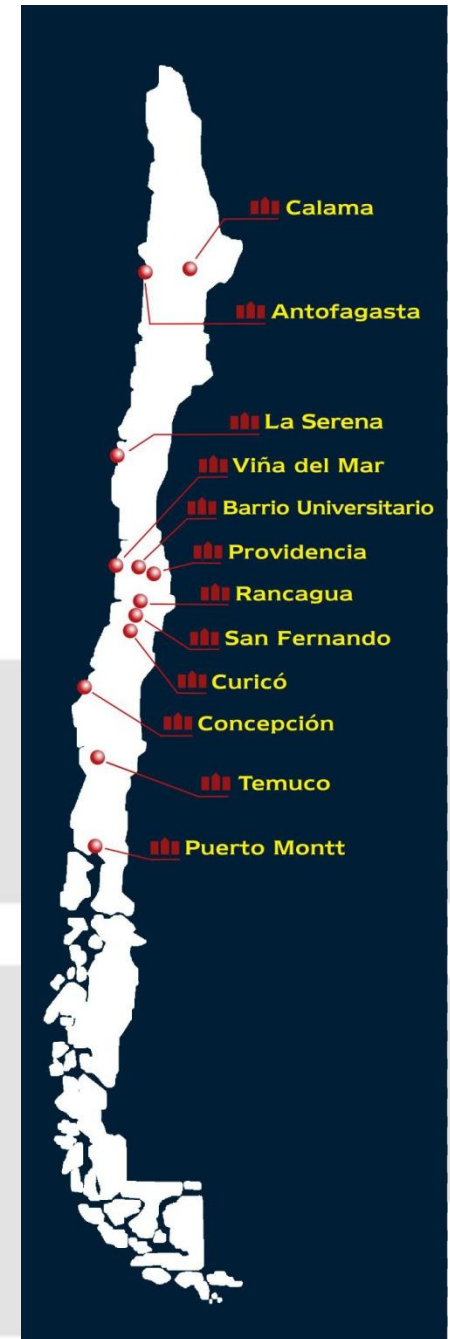 Calama
Antofagasta
La Serena
Viña del Mar
Barrio Universitario
Providencia
Rancagua
San Fernando
Curicó
Concepción
Temuco
Puerto Montt